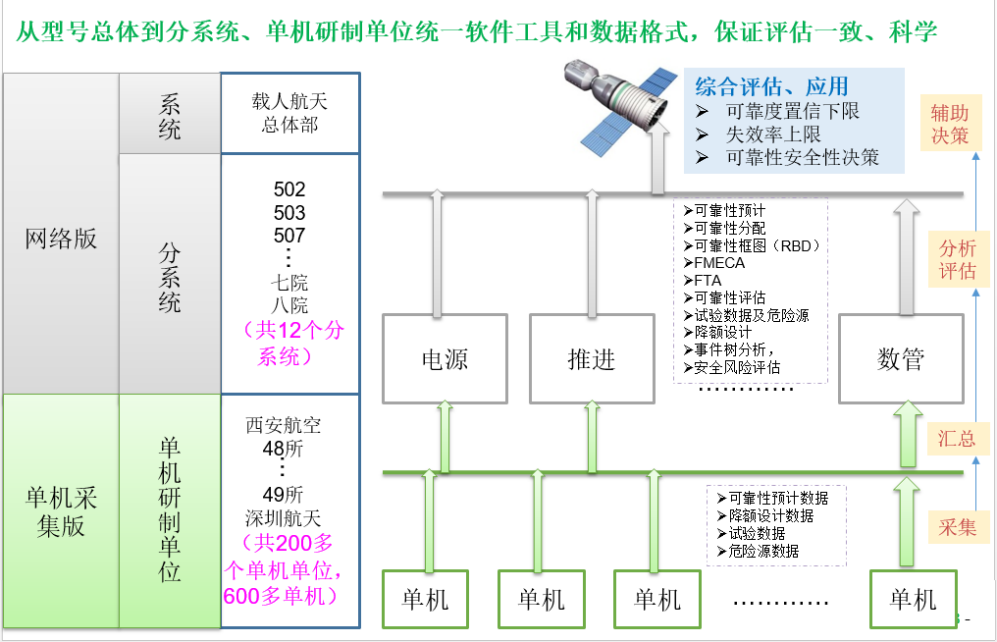 从型号总体到分系统、单机研制单位统一软件工具和数据格式，保证评估一致、科学
网络版
系统
载人航天
总体部
分系统
502
503
507
⋮
七院
八院
（共12个分
系统）
单机采
集版
单机研制单位
西安航空
48所
⋮
49所
深圳航天
（共200多
个单机单位，
600多单机）
综合评估、应用
➢ 可靠度置信下限
➢ 失效率上限
➢ 可靠性安全性决策
➢可靠性预计
➢可靠性分配
➢可靠性框图（RBD）
➢FMECA
➢FTA
➢可靠性评估
➢试验数据及危险源
➢降额设计
➢事件树分析，
➢安全风险评估
…………
电源
推进
数管
➢可靠性预计数据
➢降额设计数据
➢试验数据
➢危险源数据
单机
单机
单机
…………
单机
辅助
决策
分析
评估
汇总
采集